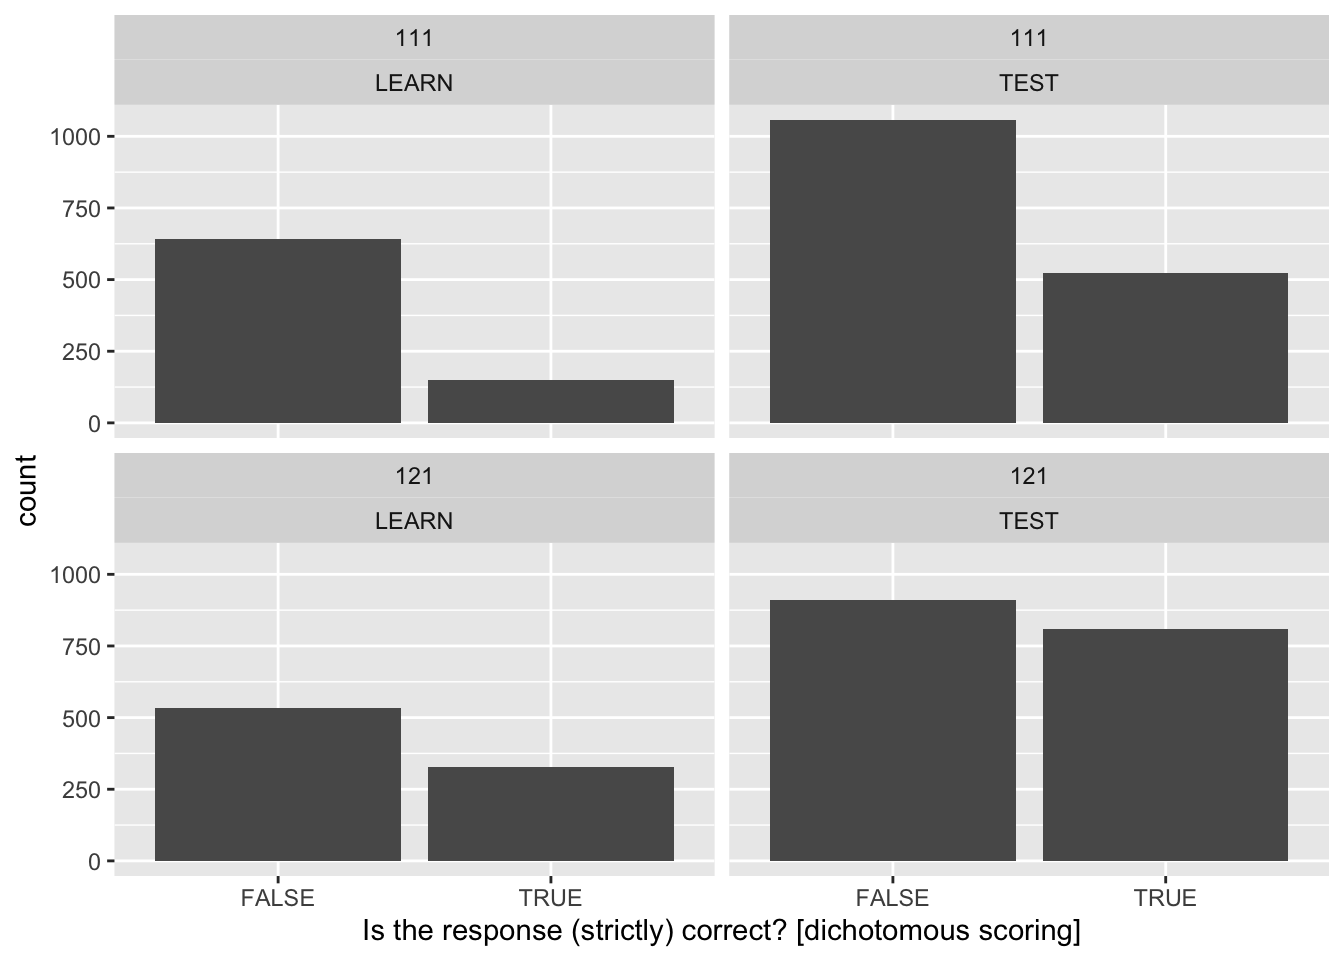 111
111
LEARN
TEST
1000
750
500
250
0
121
121
LEARN
TEST
1000
750
500
250
0
count
FALSE
TRUE
FALSE
TRUE
Is the response (strictly) correct? [dichotomous scoring]